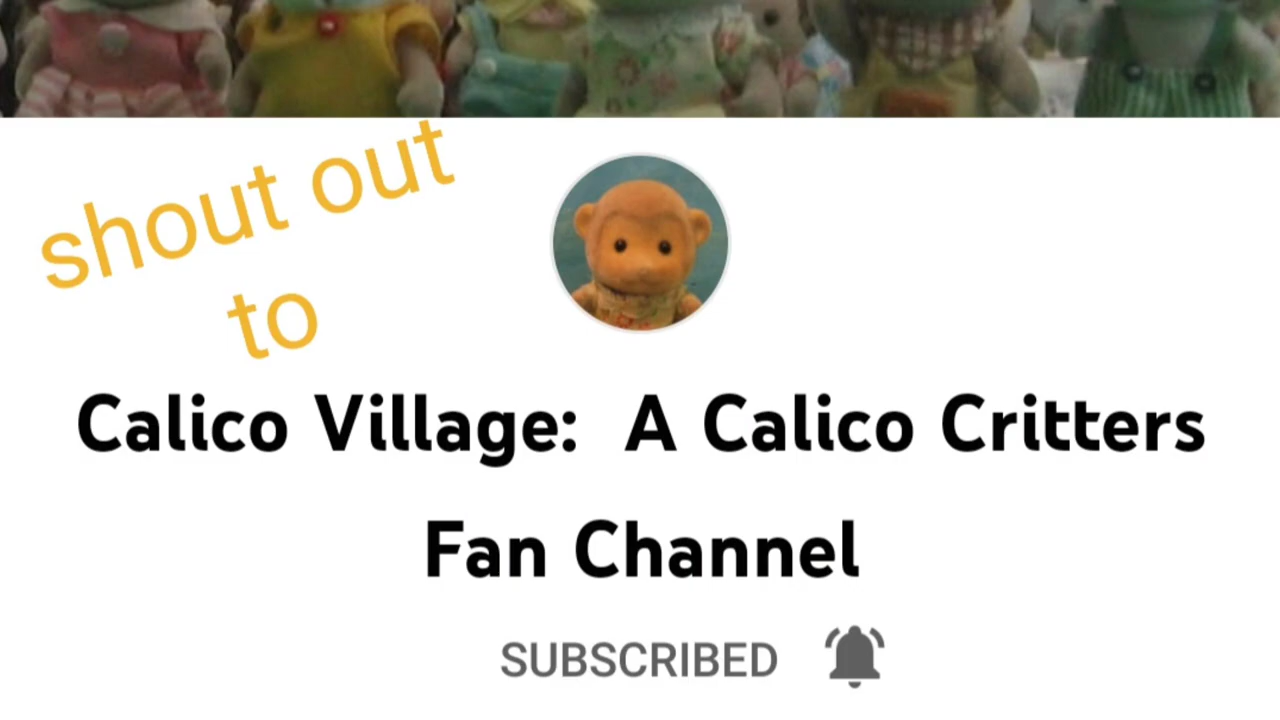 shout out
to
Calico Village:  A Calico Critters
Fan Channel
SUBSCRIBED